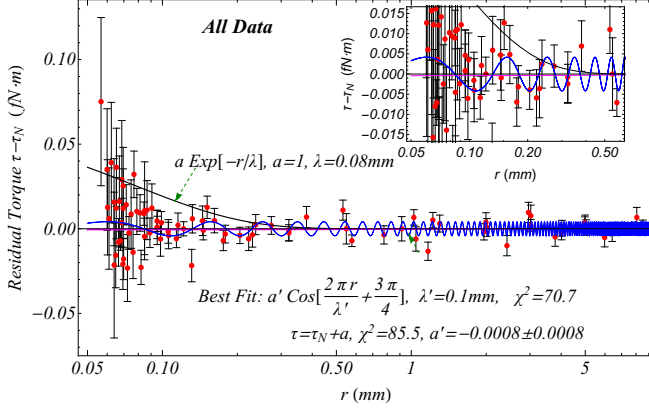 All Data
0.10
0.05
0.000
−0.05
Residual Torque τ−τN (fN·m)
0.05 0.10 0.50 1 5
r (mm)
a Exp[−r/λ], a=1, λ=0.08mm
Best Fit: a' Cos[2 π r/λ' + 3 π/4], λ'=0.1mm, χ²=70.7
τ=τN+a, χ²=85.5, a'=−0.0008±0.0008
0.015
0.010
0.005
0.000
−0.005
−0.010
−0.015
τ−τN (fN·m)
0.05 0.10 0.20 0.50
r (mm)